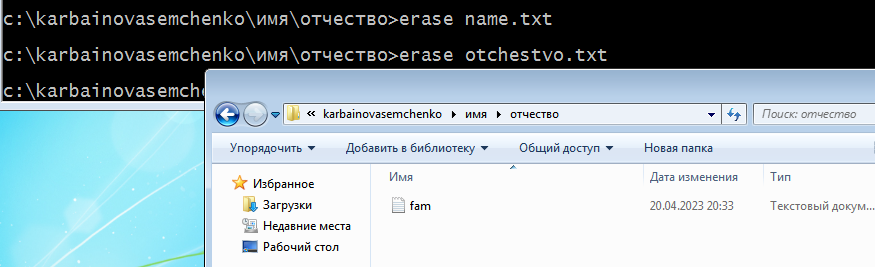 c:\karbainovasemchenko\имя\отчество>erase name.txt
c:\karbainovasemchenko\имя\отчество>erase otchestvo.txt
c:\karbainovasemche
« karbainovasemchenko имя отчество Поиск: отчество
Упорядочить Добавить в библиотеку Общий доступ Новая папка
Избранное
Загрузки
Недавние места
Рабочий стол
Имя Дата изменения Тип
fam 20.04.2023 20:33 Текстовый докум...